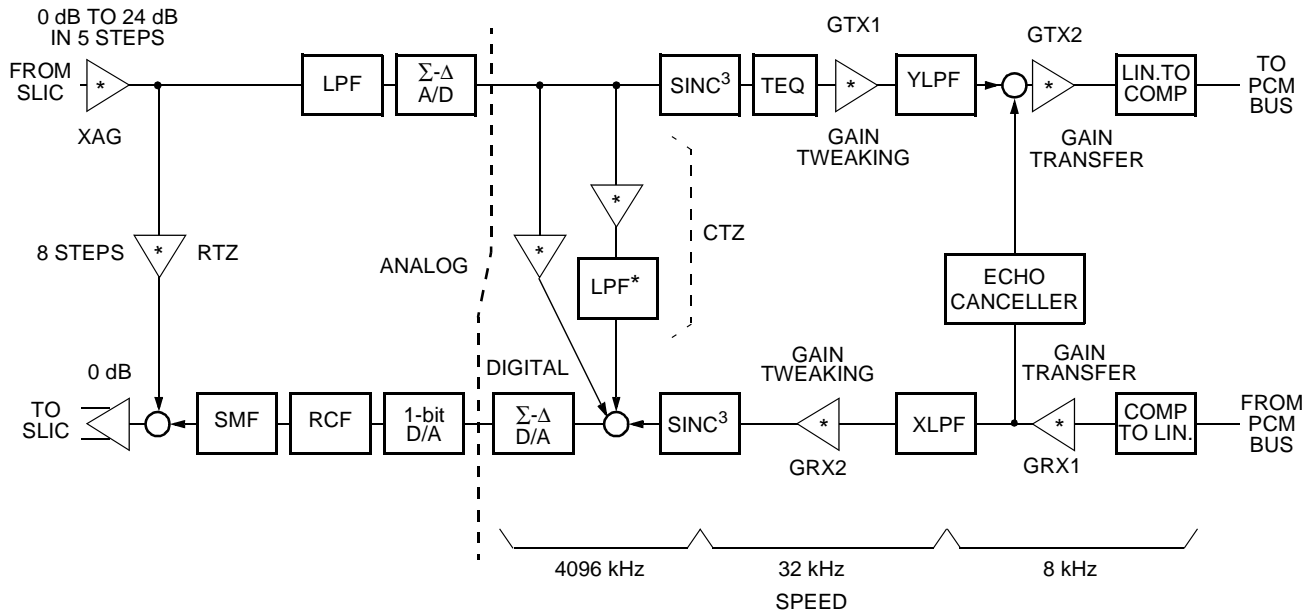 0 dB TO 24 dB
IN 5 STEPS
FROM
SLIC
*
XAG
LPF
Σ-Δ
A/D
SINC³
TEQ
GTX1
*
GAIN
TWEAKING
YLPF
GTX2
*
GAIN
TRANSFER
LIN.TO
COMP
TO
PCM
BUS
8 STEPS
*
RTZ
ANALOG
*
*
LPF*
CTZ
ECHO
CANCELLER
0 dB
TO
SLIC
SMF
RCF
1-bit
D/A
DIGITAL
Σ-Δ
D/A
SINC³
GAIN
TWEAKING
*
GRX2
XLPF
GAIN
TRANSFER
*
GRX1
COMP
TO LIN.
FROM
PCM
BUS
4096 kHz
32 kHz
8 kHz
SPEED